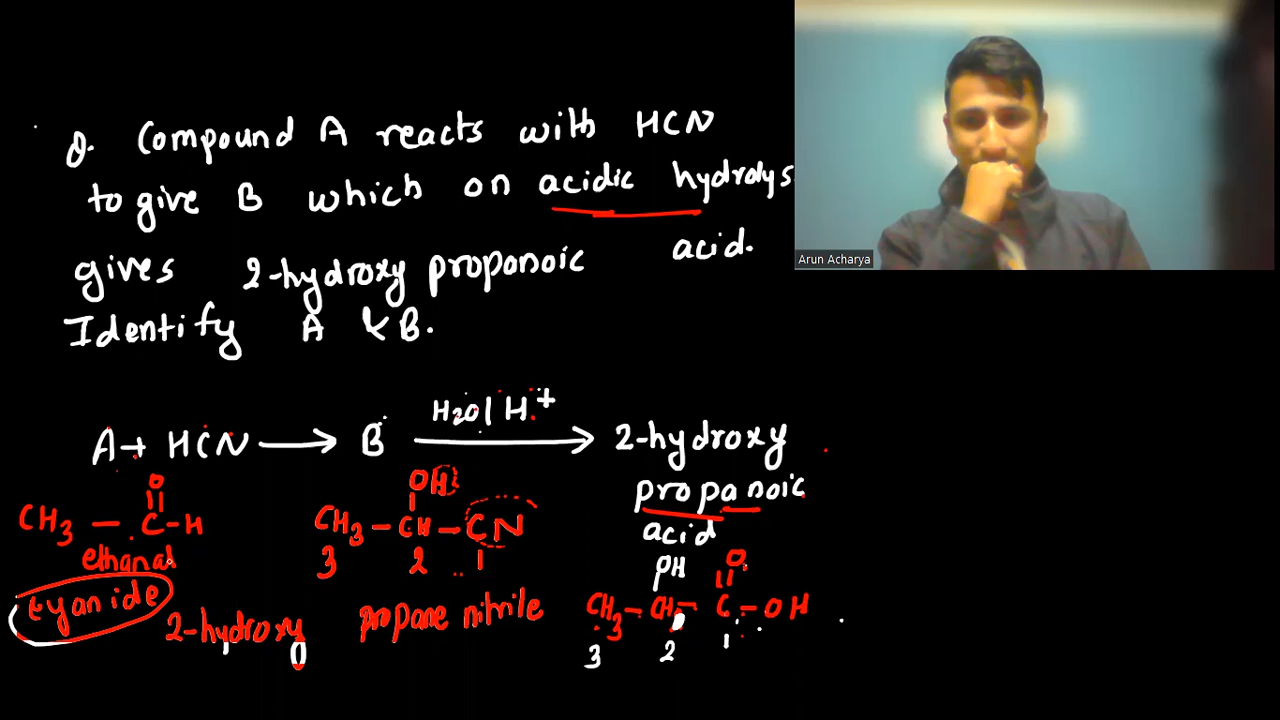 Q. Compound A reacts with HCN
to give B which on acidic hydrolys
gives 2-hydroxy propanoic acid.
Identify A & B.
Arun Acharya
A + HCN ⟶ B H2O/H+ ⟶ 2-hydroxy
propanoic
acid
CH3 - C - H
O
ethanal
CH3 - CH - CN
OH
3 2 1
cyanide
2-hydroxy propane nitrile
OH O
CH3 - CH - C - OH
3 2 1